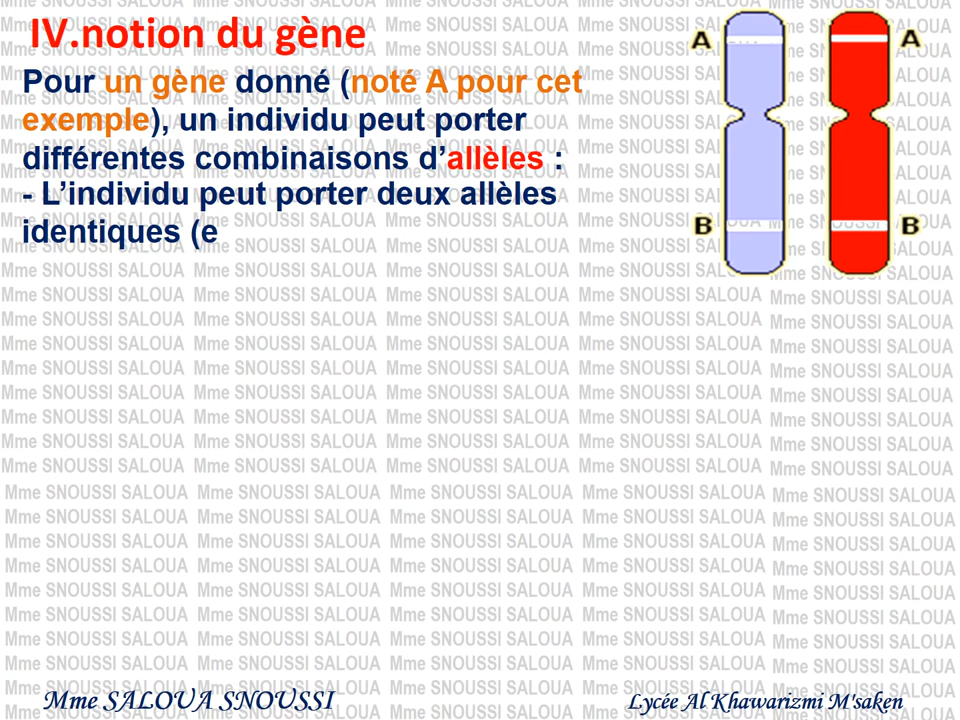 IV.notion du gène
Pour un gène donné (noté A pour cet
exemple), un individu peut porter
différentes combinaisons d’allèles :
- L’individu peut porter deux allèles
identiques (e
A A
B B
Mme SALOUA SNOUSSI
Lycée Al Khawarizmi M'saken